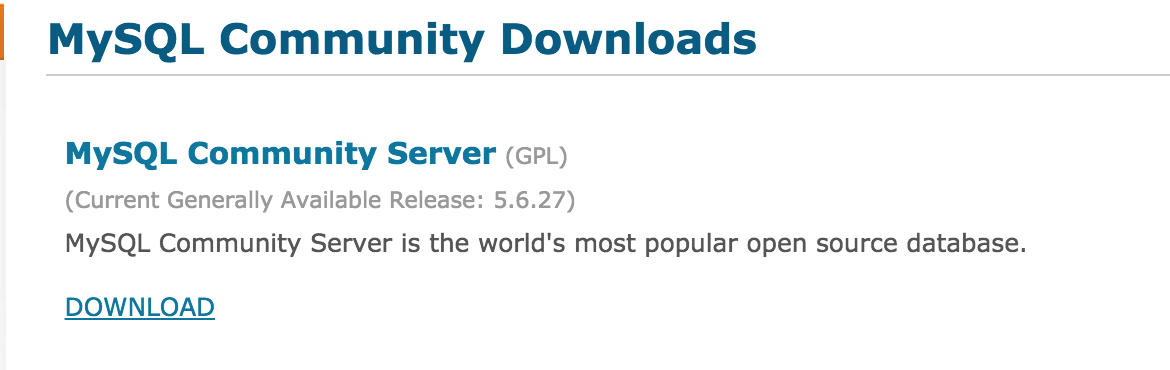 MySQL Community Downloads
MySQL Community Server (GPL)
(Current Generally Available Release: 5.6.27)
MySQL Community Server is the world's most popular open source database.
DOWNLOAD